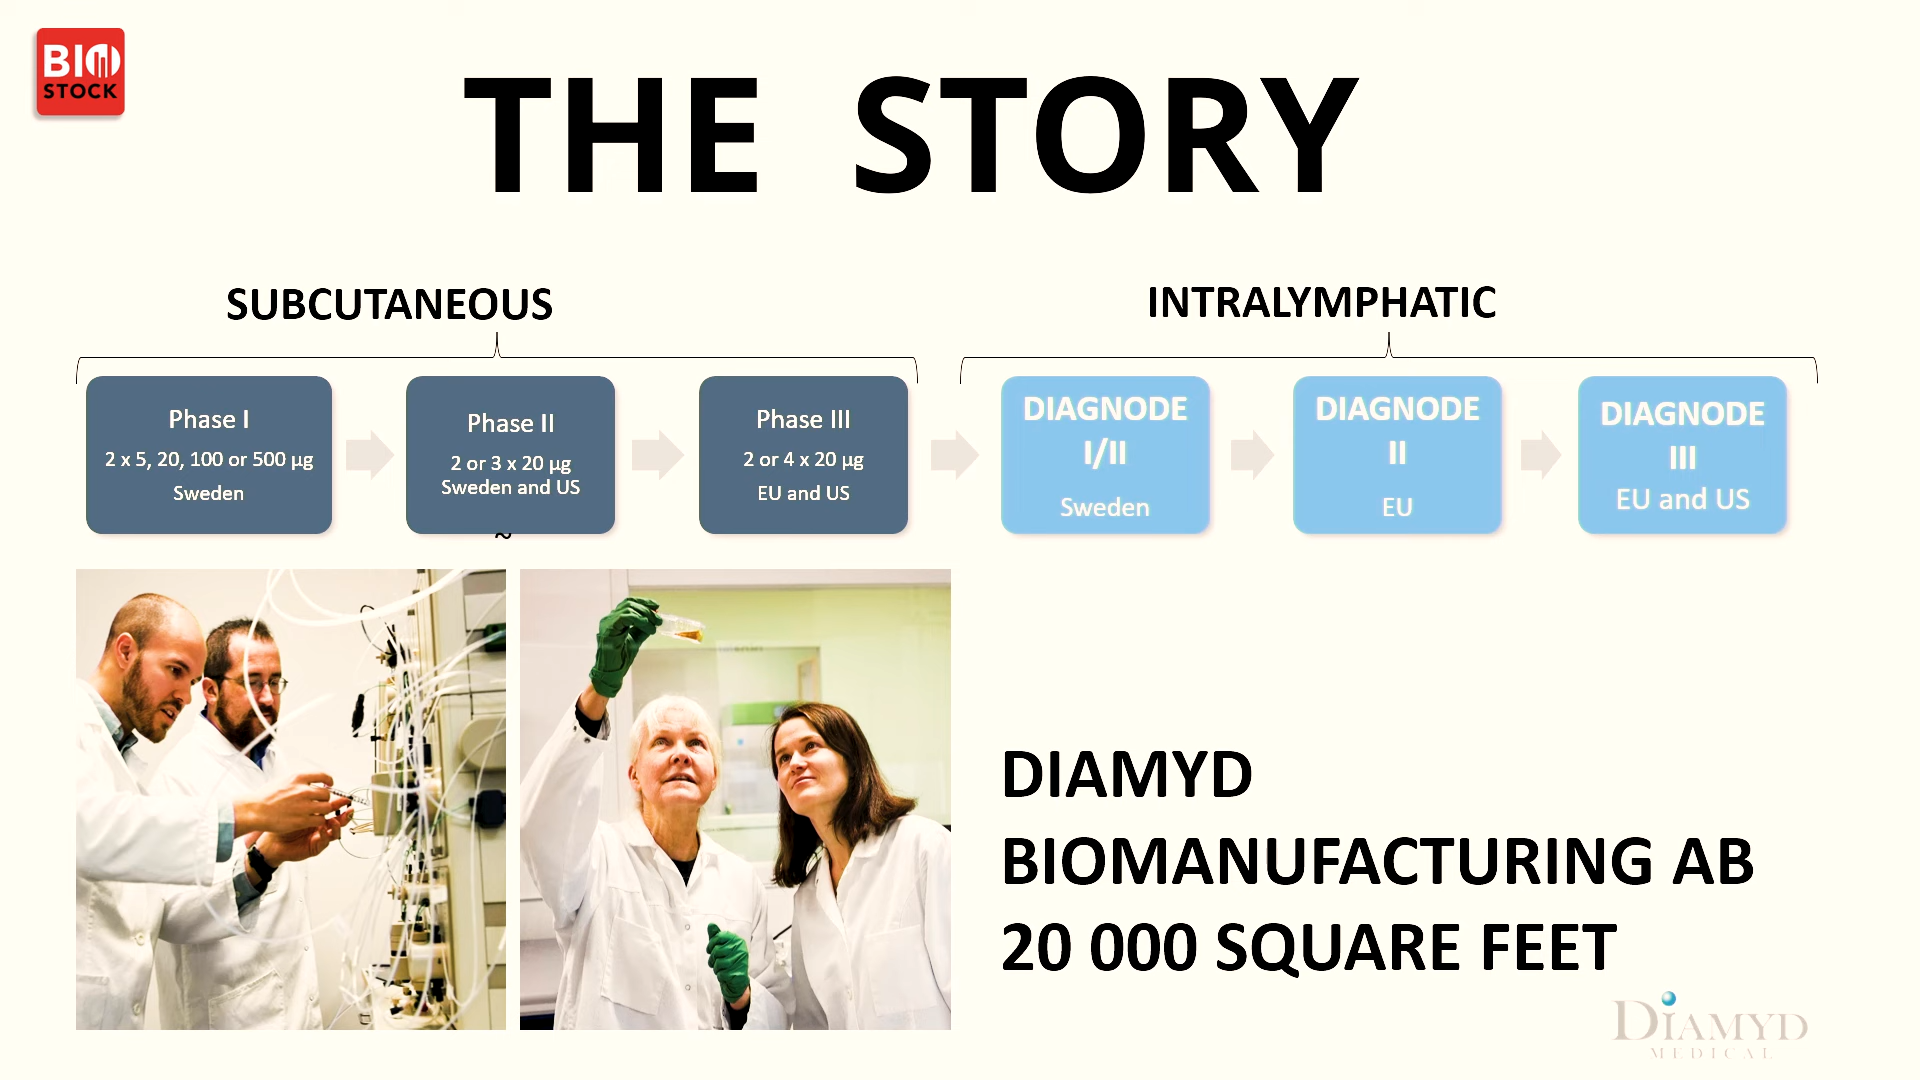 BIO
STOCK
THE STORY
SUBCUTANEOUS
INTRALYMPHATIC
Phase I
2 x 5, 20, 100 or 500 µg
Sweden
Phase II
2 or 3 x 20 µg
Sweden and US
~
Phase III
2 or 4 x 20 µg
EU and US
DIAGNODE
I/II
Sweden
DIAGNODE
II
EU
DIAGNODE
III
EU and US
DIAMYD
BIOMANUFACTURING AB
20 000 SQUARE FEET
DIAMYD
MEDICAL